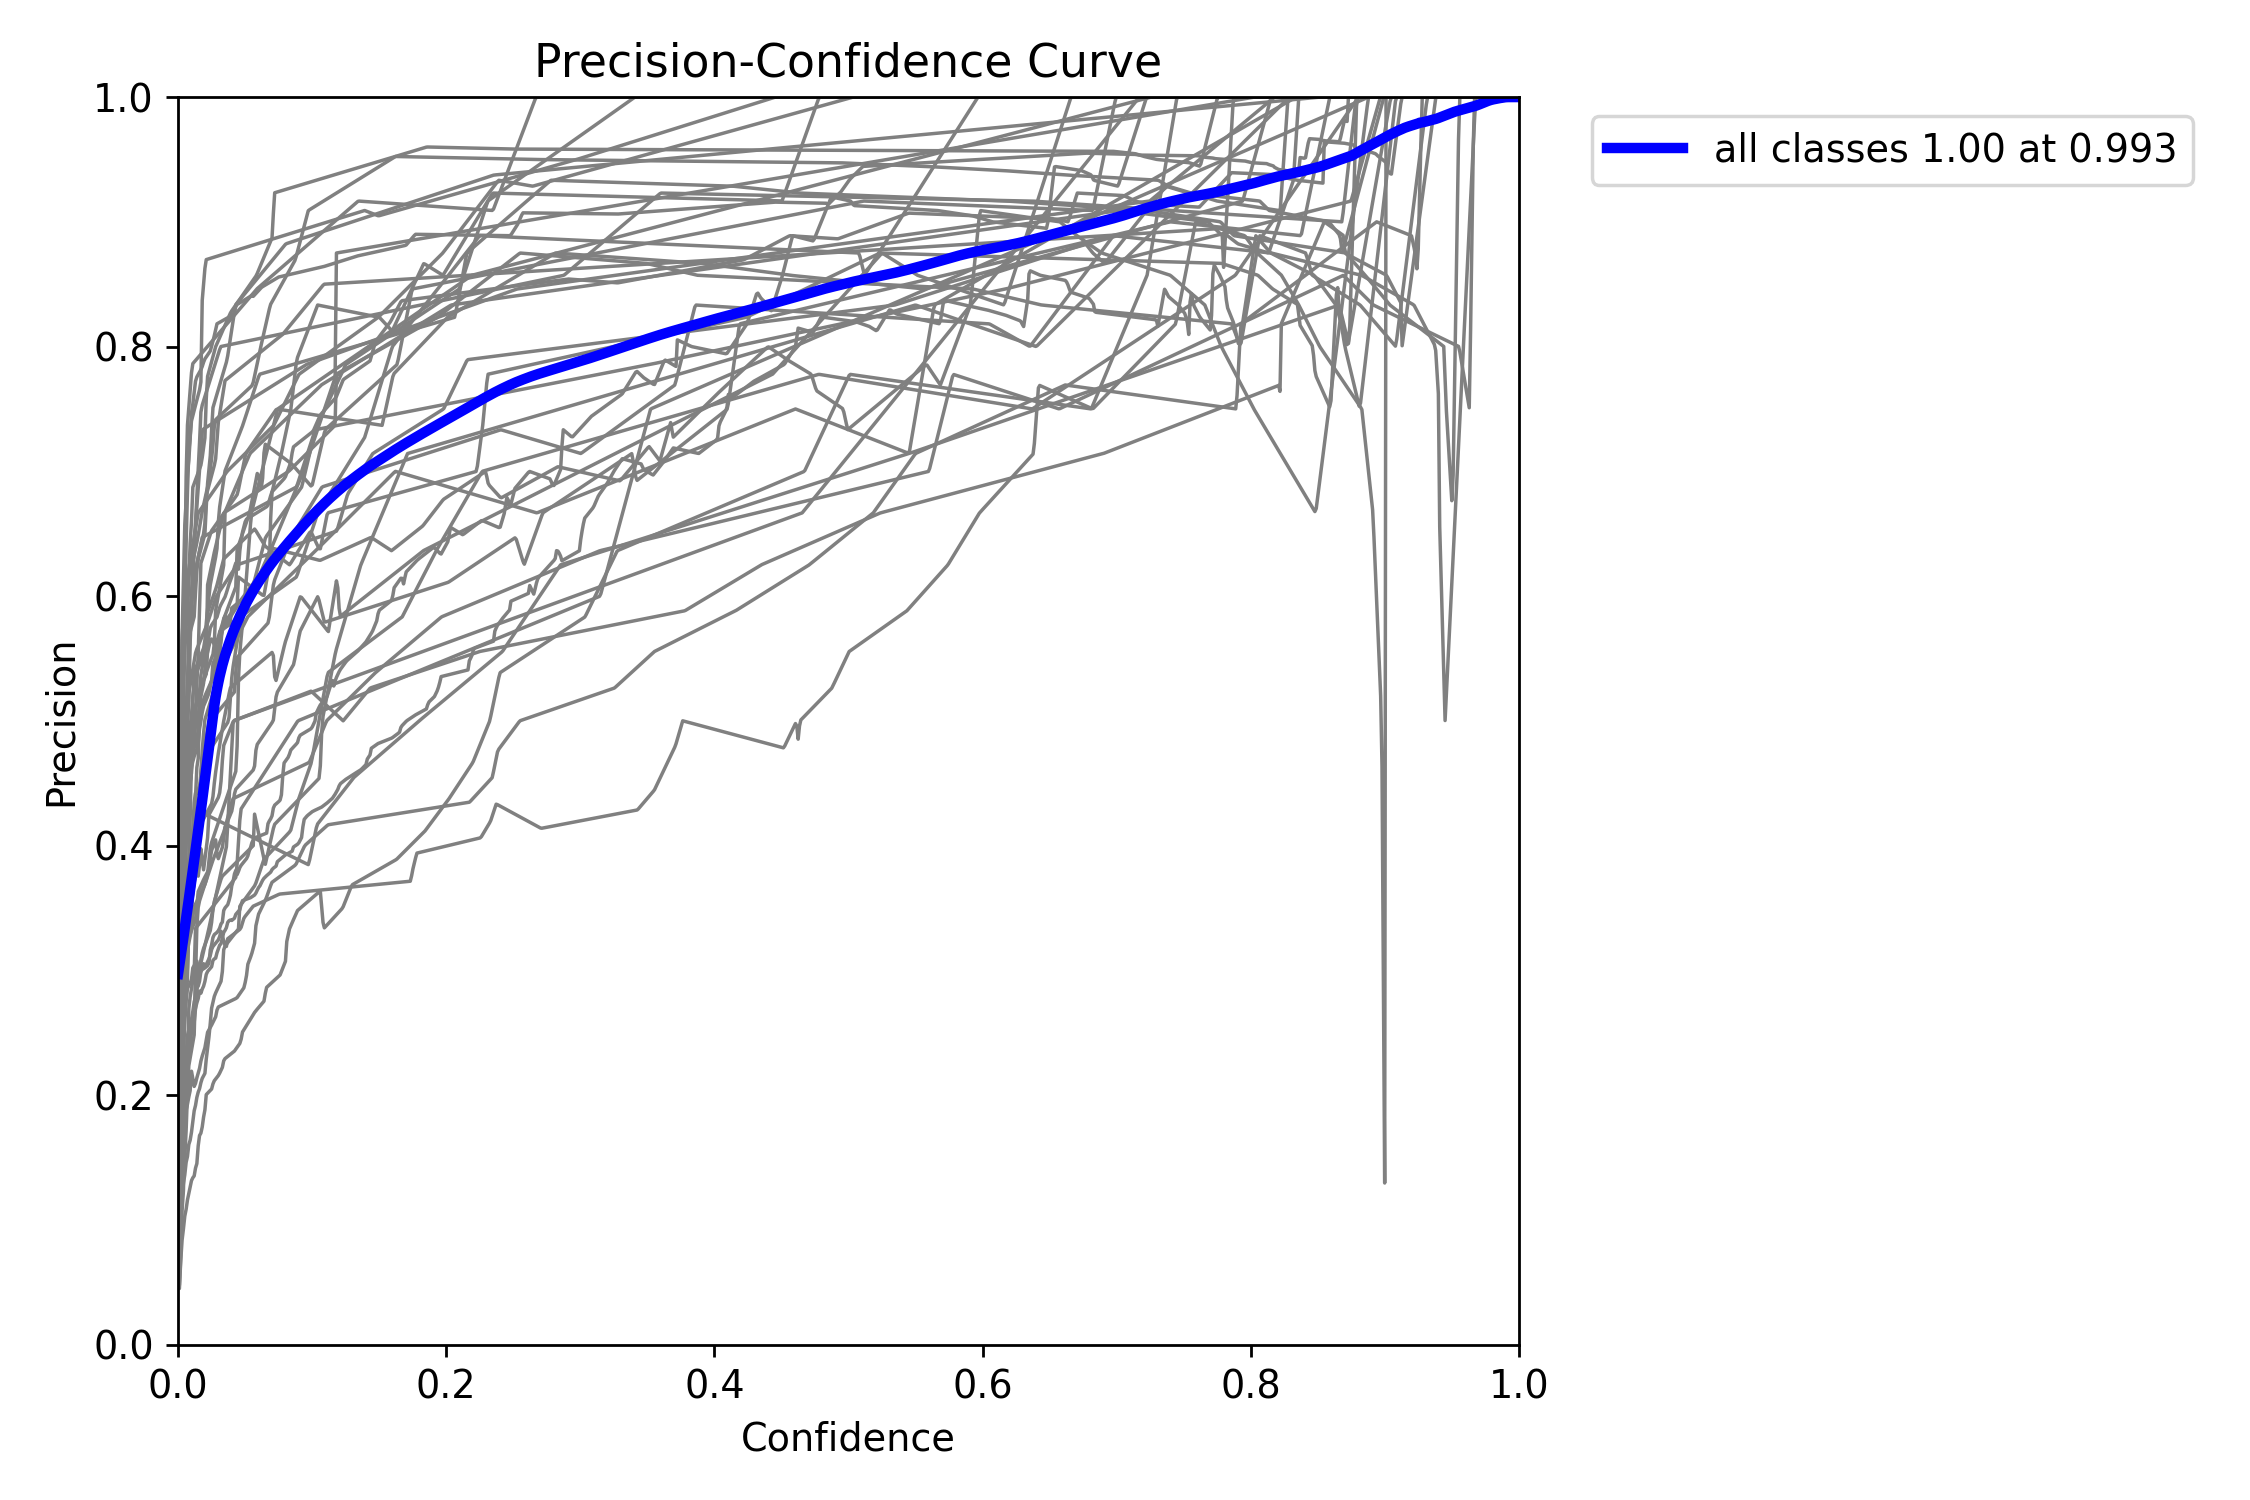 Precision-Confidence Curve
all classes 1.00 at 0.993
Precision
1.0
0.8
0.6
0.4
0.2
0.0
0.0 0.2 0.4 0.6 0.8 1.0
Confidence